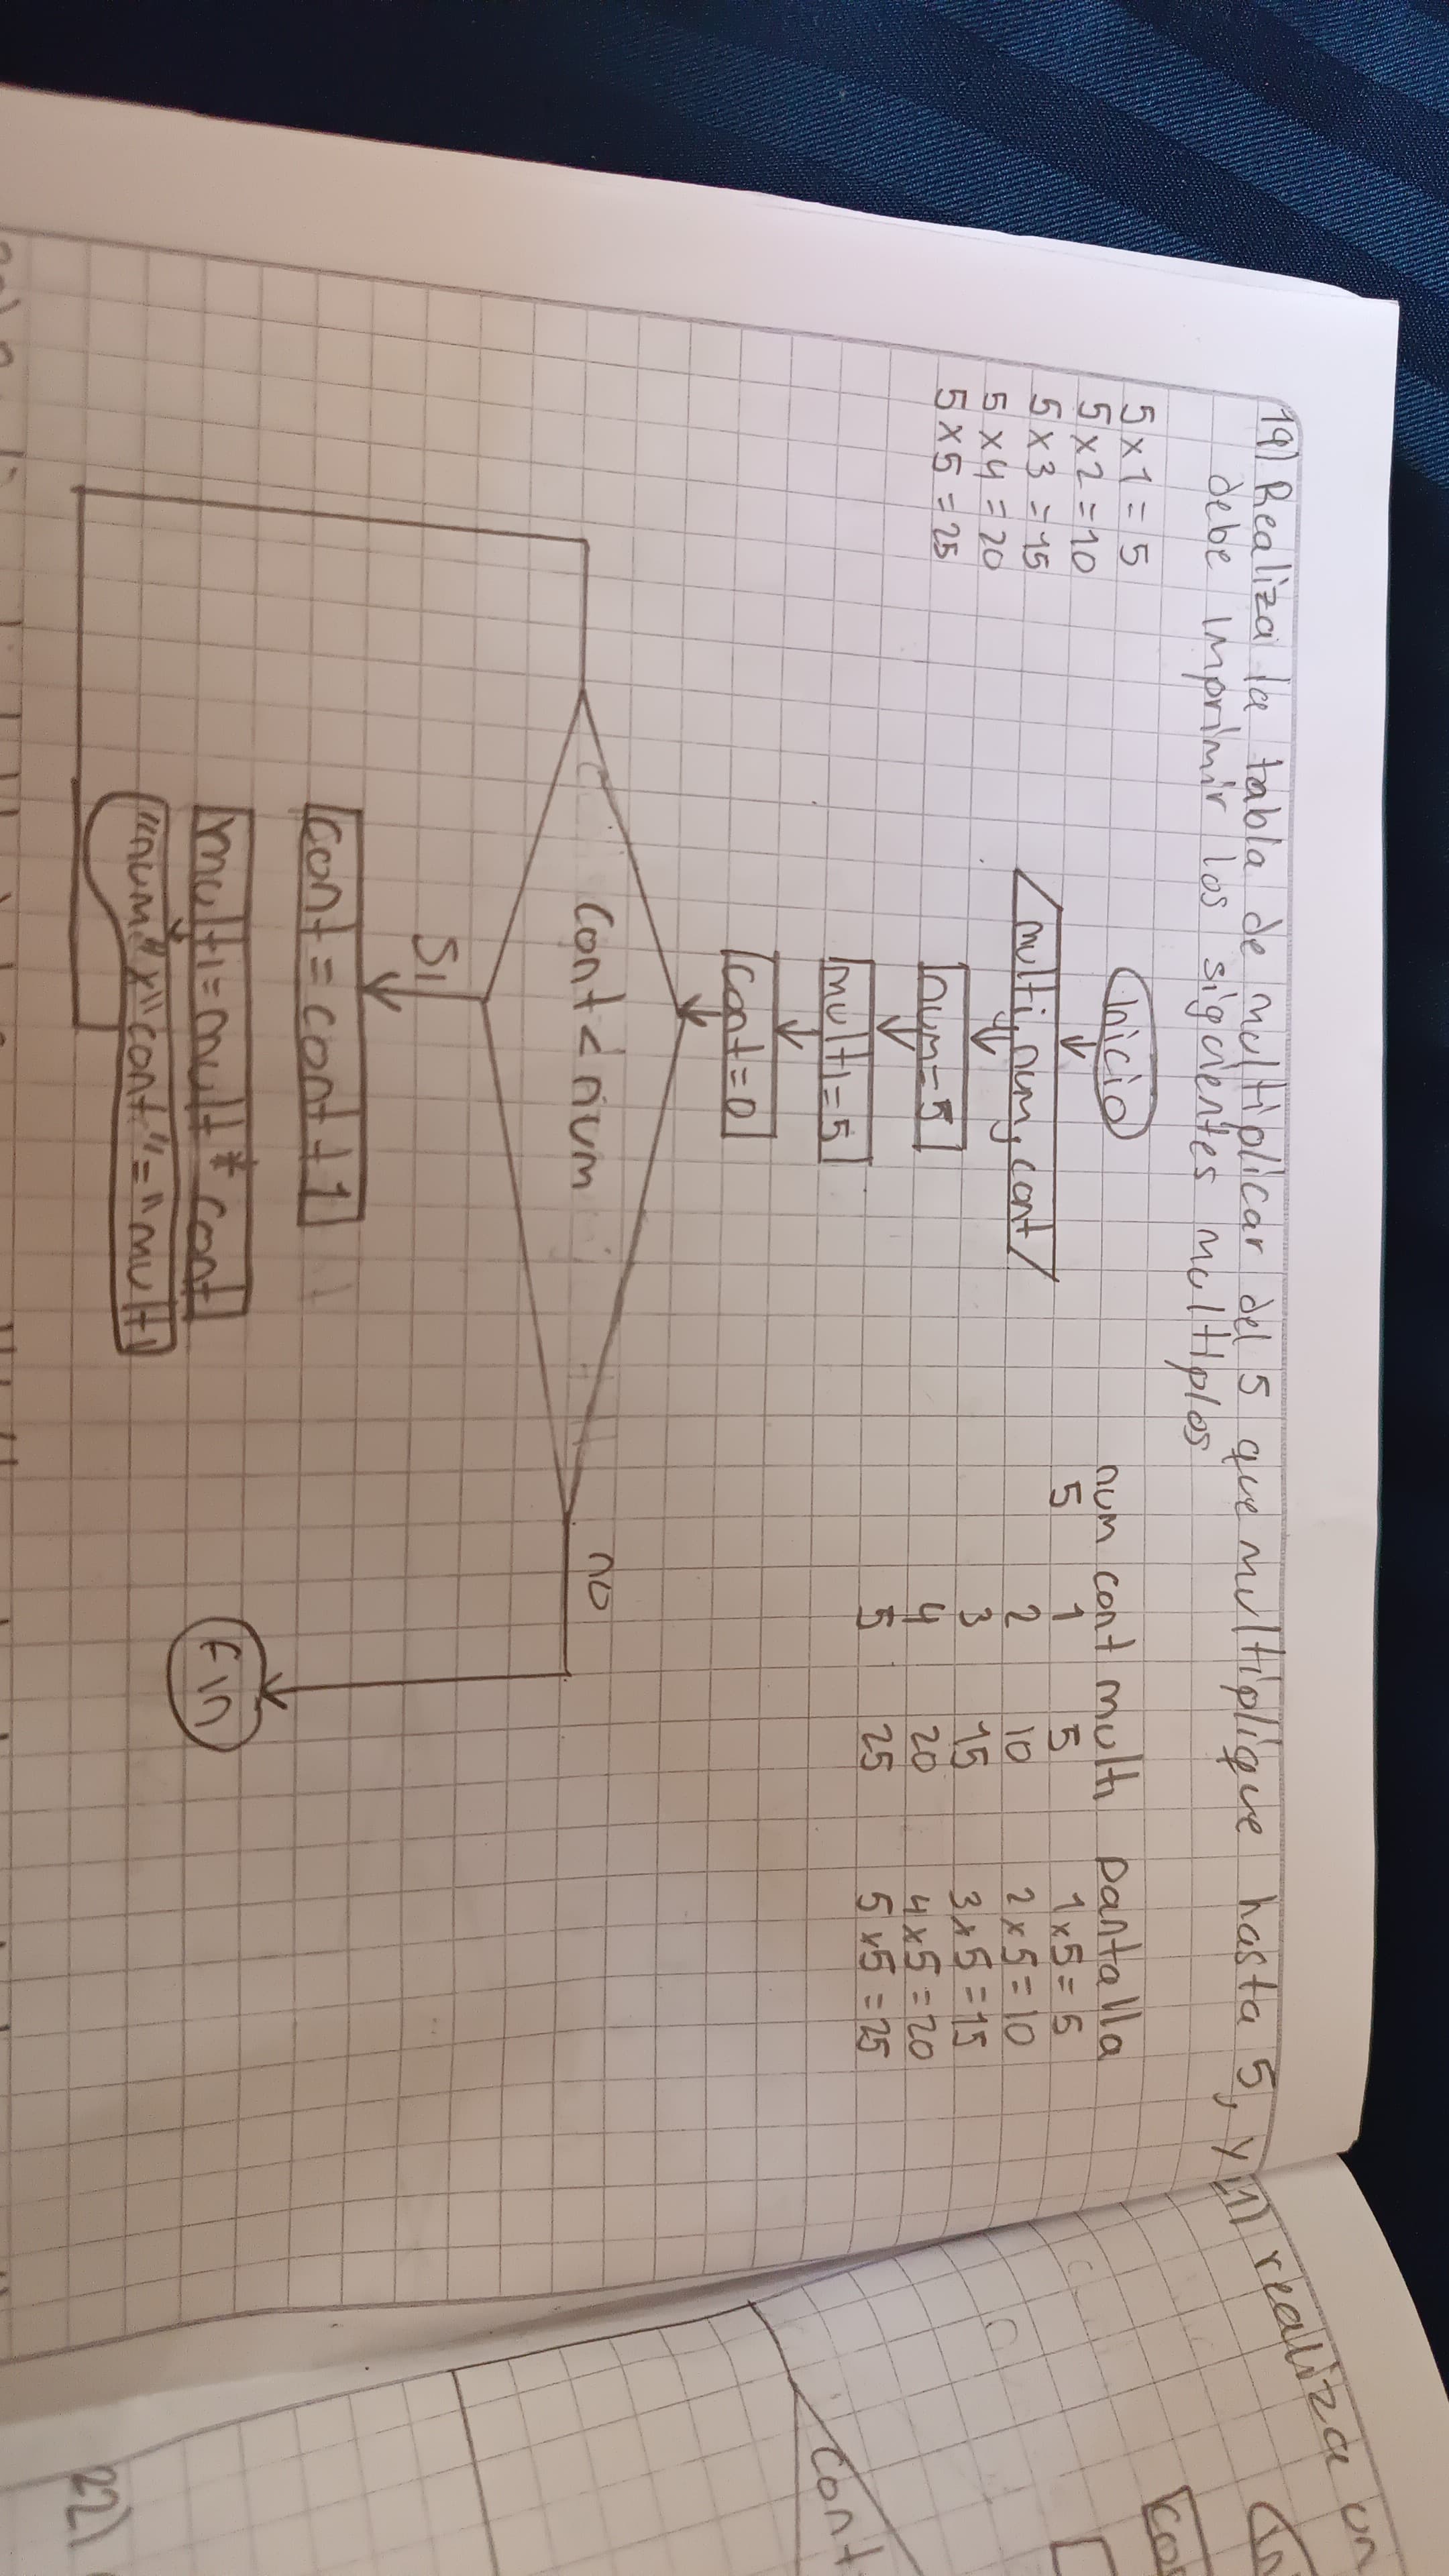 19) Realiza la tabla de multiplicar del 5 que multiplique hasta 5, y
debe imprimir los siguientes multiplos
5 x 1 = 5
5 x 2 = 10
5 x 3 = 15
5 x 4 = 20
5 x 5 = 25
Inicio
multi, num, cont
num=5
multi=5
cont=0
cont < num
Si
no
cont = cont + 1
multi = multi * cont
"num" x "cont" = "multi
Fin
num cont multi pantalla
5 1 5 1x5=5
2 10 2x5=10
3 15 3x5=15
4 20 4x5=20
5 25 5x5=25
realiza un
cont
22)